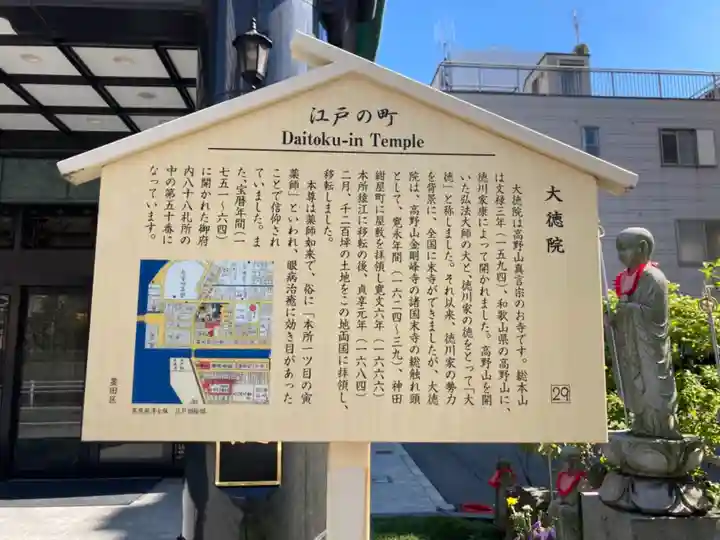 江戸の町
Daitoku-in Temple
大徳院
大徳院は高野山真言宗のお寺です。総本山
は文禄三年(一五九四)、和歌山県の高野山に、
徳川家康によって開かれました。高野山を開
いた弘法大師の大と、徳川家の徳をとって「大
徳」と称しました。それ以来、徳川家の勢力
を背景に、全国に末寺ができましたが、大徳
院は、高野山金剛峰寺の諸国末寺の総触れ頭
として、寛永年間(一六二四~三九)、神田
紺屋町に屋敷を拝領し寛文六年(一六六六)
本所猿江に移転の後、貞享元年(一六八四)
二月、千二百坪の土地をこの地両国に拝領し、
移転しました。
本尊は薬師如来で、俗に「本所一ツ目の寅
薬師」といわれ、眼病治癒に効き目があった
ことで信仰され
ていました。ま
た、宝暦年間(一
七五一~六四)
に開かれた御府
内八十八札所の
中の第五十番に
なっています。
29
墨田区